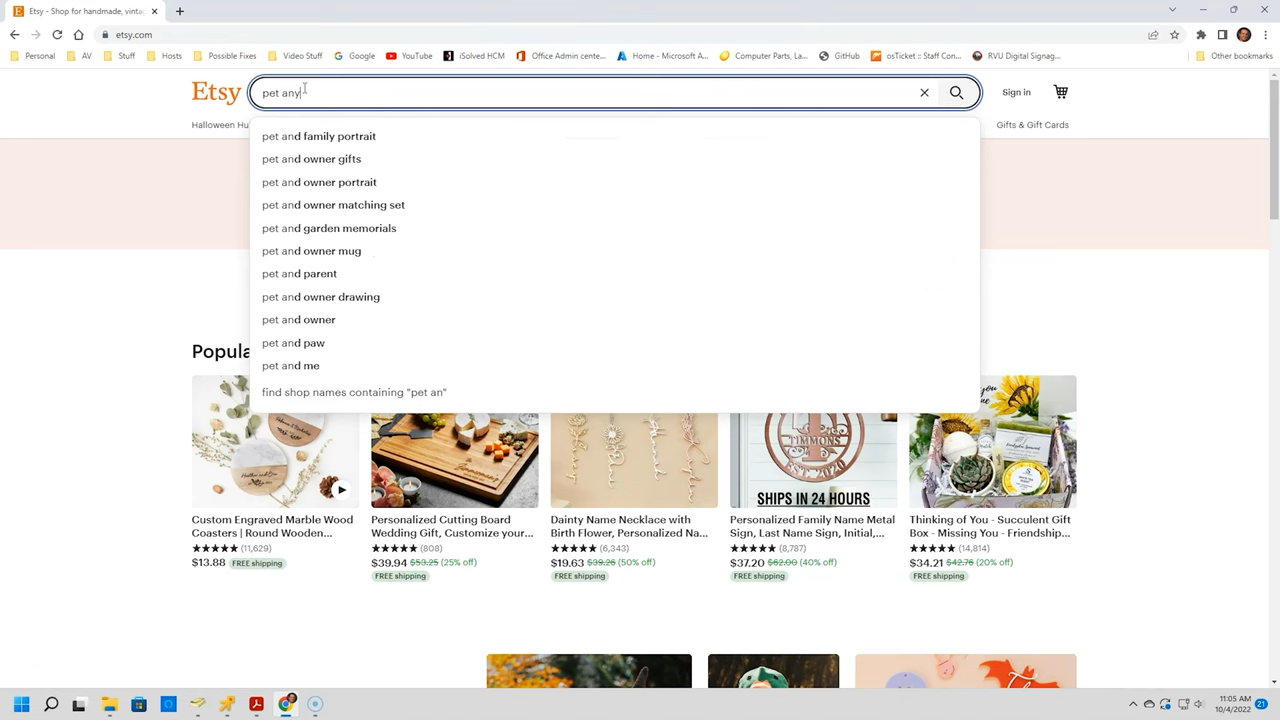 Etsy - Shop for handmade, vinta
etsy.com
Personal
AV
Stuff
Hosts
Possible Fixes
Video Stuff
Google
YouTube
iSolved HCM
Office Admin cente...
Home - Microsoft A...
Computer Parts, La...
GitHub
osTicket :: Staff Con...
RVU Digital Signag...
Other bookmarks
Etsy
pet any
Sign in
Halloween Hu
Gifts & Gift Cards
pet and family portrait
pet and owner gifts
pet and owner portrait
pet and owner matching set
pet and garden memorials
pet and owner mug
pet and parent
pet and owner drawing
pet and owner
pet and paw
pet and me
find shop names containing "pet an"
Popula
TIMMONS
EST. 2020
SHIPS IN 24 HOURS
you
Custom Engraved Marble Wood
Coasters | Round Wooden...
(11,629)
$13.88 FREE shipping
Personalized Cutting Board
Wedding Gift, Customize your...
(808)
$39.94 $53.25 (25% off)
FREE shipping
Dainty Name Necklace with
Birth Flower, Personalized Na...
(6,343)
$19.63 $39.26 (50% off)
FREE shipping
Personalized Family Name Metal
Sign, Last Name Sign, Initial,...
(8,787)
$37.20 $62.00 (40% off)
FREE shipping
Thinking of You - Succulent Gift
Box - Missing You - Friendship...
(14,814)
$34.21 $42.76 (20% off)
FREE shipping
11:05 AM
10/4/2022
21